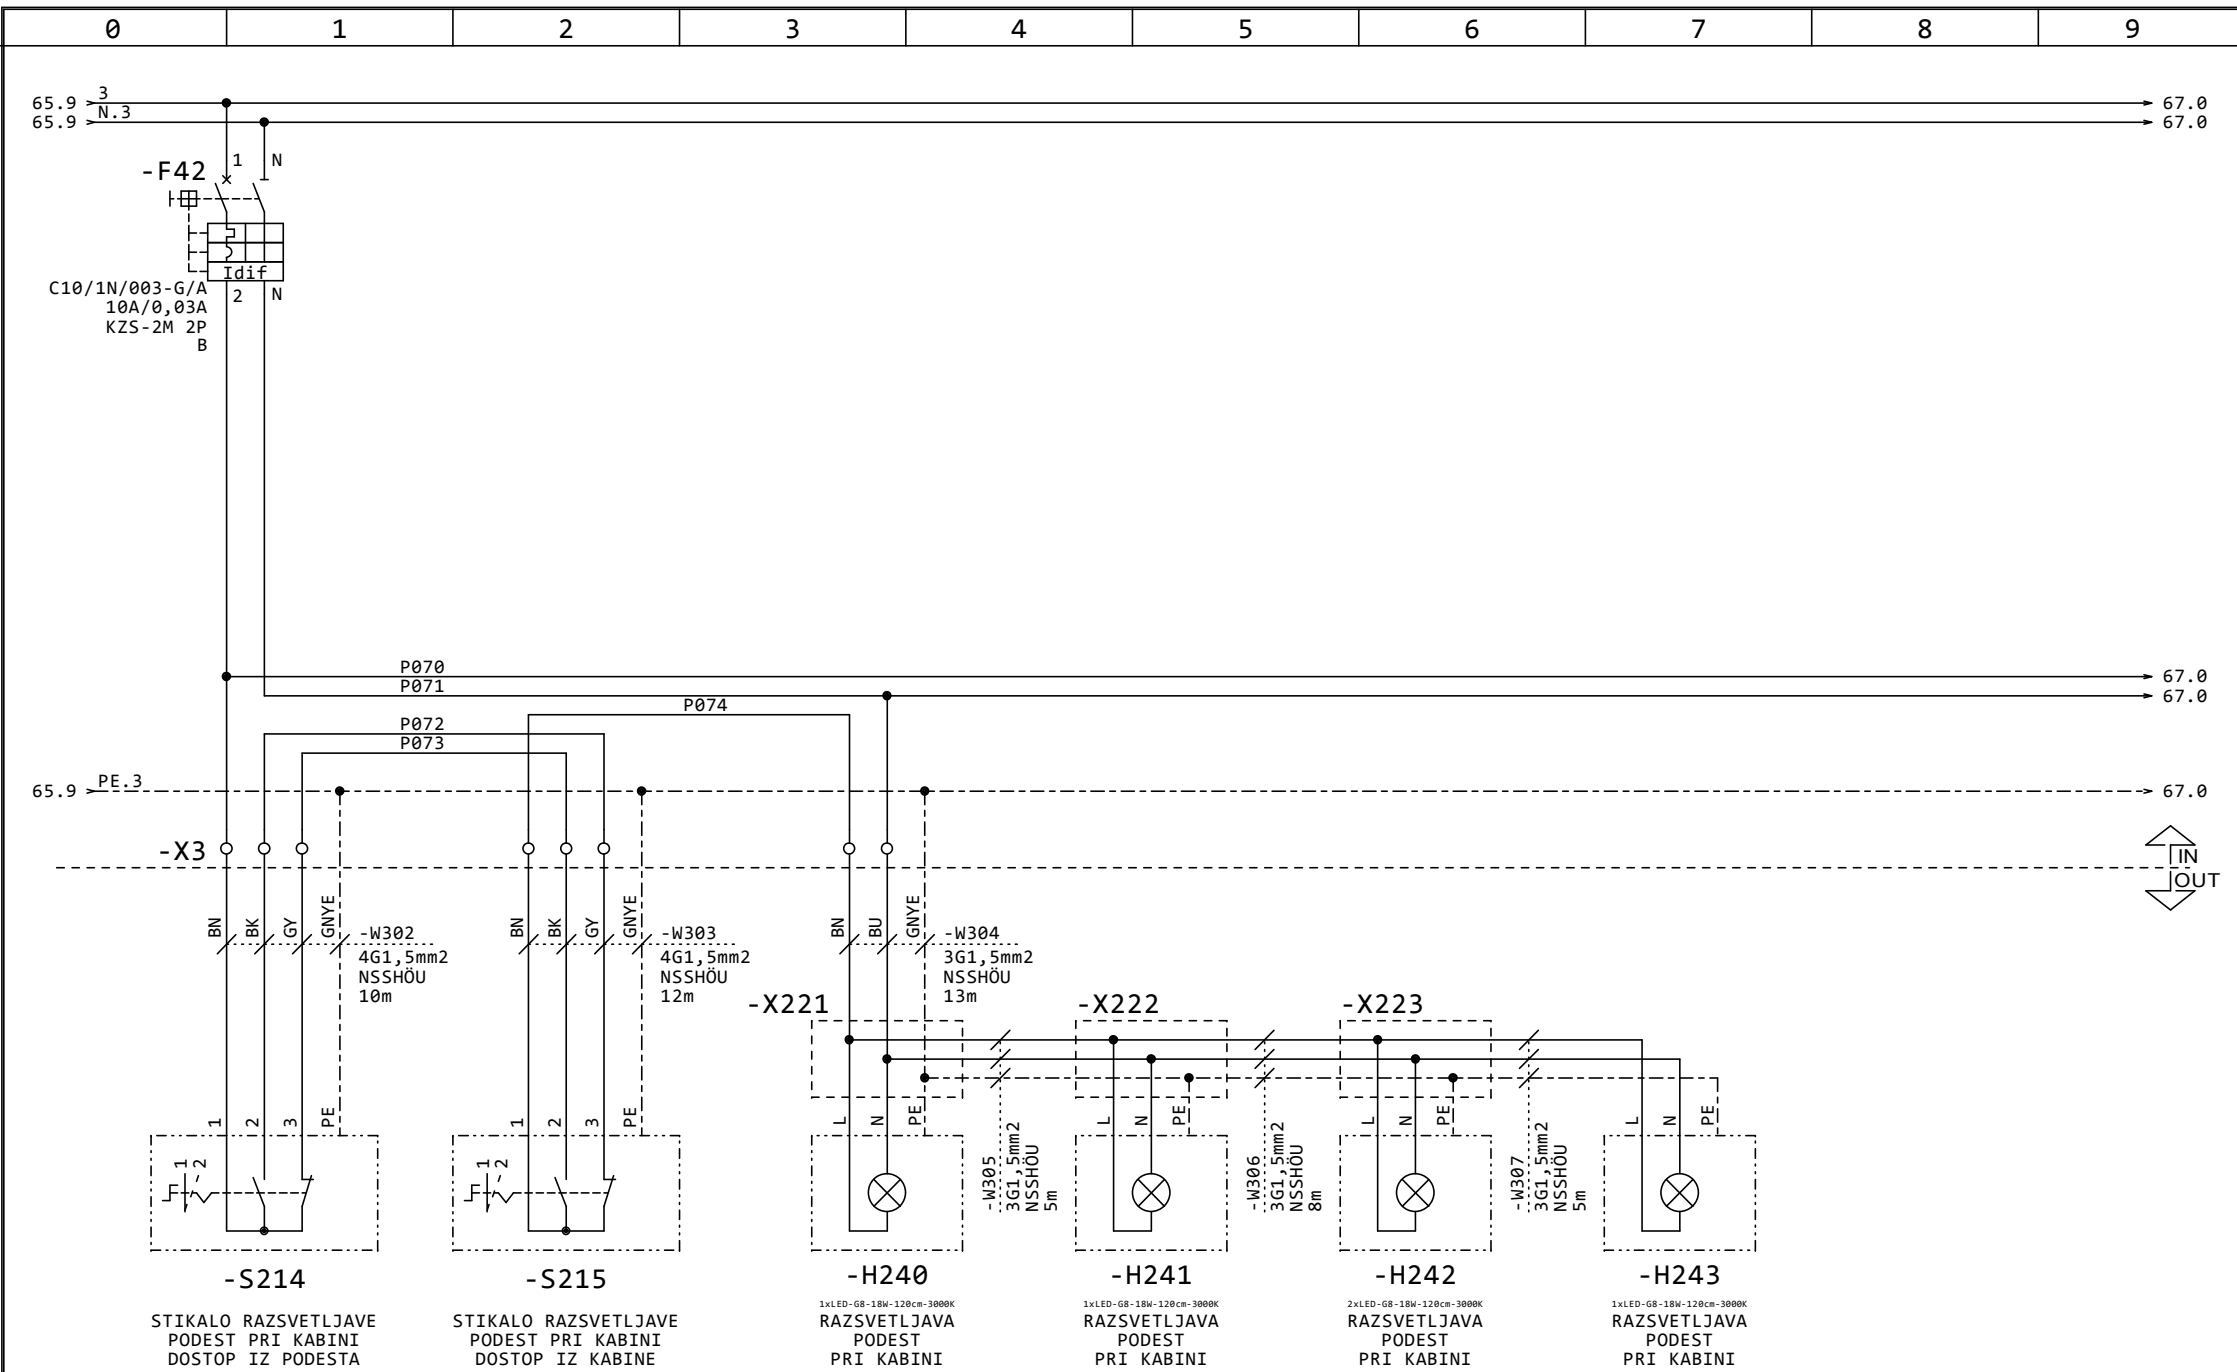 0 1 2 3 4 5 6 7 8 9
65.9 3 67.0
65.9 N.3 67.0
-F42
1 N
Idif
2 N
C10/1N/003-G/A
10A/0,03A
KZS-2M 2P
B
P070 67.0
P071 67.0
P074
P072
P073
65.9 PE.3 67.0
-X3
IN
OUT
BN BK GY GNYE
-W302
4G1,5mm2
NSSHÖU
10m
BN BK GY GNYE
-W303
4G1,5mm2
NSSHÖU
12m
BN BU GNYE
-W304
3G1,5mm2
NSSHÖU
13m
-X221 -X222 -X223
1 2 3 PE
1 2 3 PE
L N PE
L N PE
L N PE
L N PE
-W305
3G1,5mm2
NSSHÖU
5m
-W306
3G1,5mm2
NSSHÖU
8m
-W307
3G1,5mm2
NSSHÖU
5m
1 2
1 2
-S214
STIKALO RAZSVETLJAVE
PODEST PRI KABINI
DOSTOP IZ PODESTA
-S215
STIKALO RAZSVETLJAVE
PODEST PRI KABINI
DOSTOP IZ KABINE
-H240
1xLED-G8-18W-120cm-3000K
RAZSVETLJAVA
PODEST
PRI KABINI
-H241
1xLED-G8-18W-120cm-3000K
RAZSVETLJAVA
PODEST
PRI KABINI
-H242
2xLED-G8-18W-120cm-3000K
RAZSVETLJAVA
PODEST
PRI KABINI
-H243
1xLED-G8-18W-120cm-3000K
RAZSVETLJAVA
PODEST
PRI KABINI